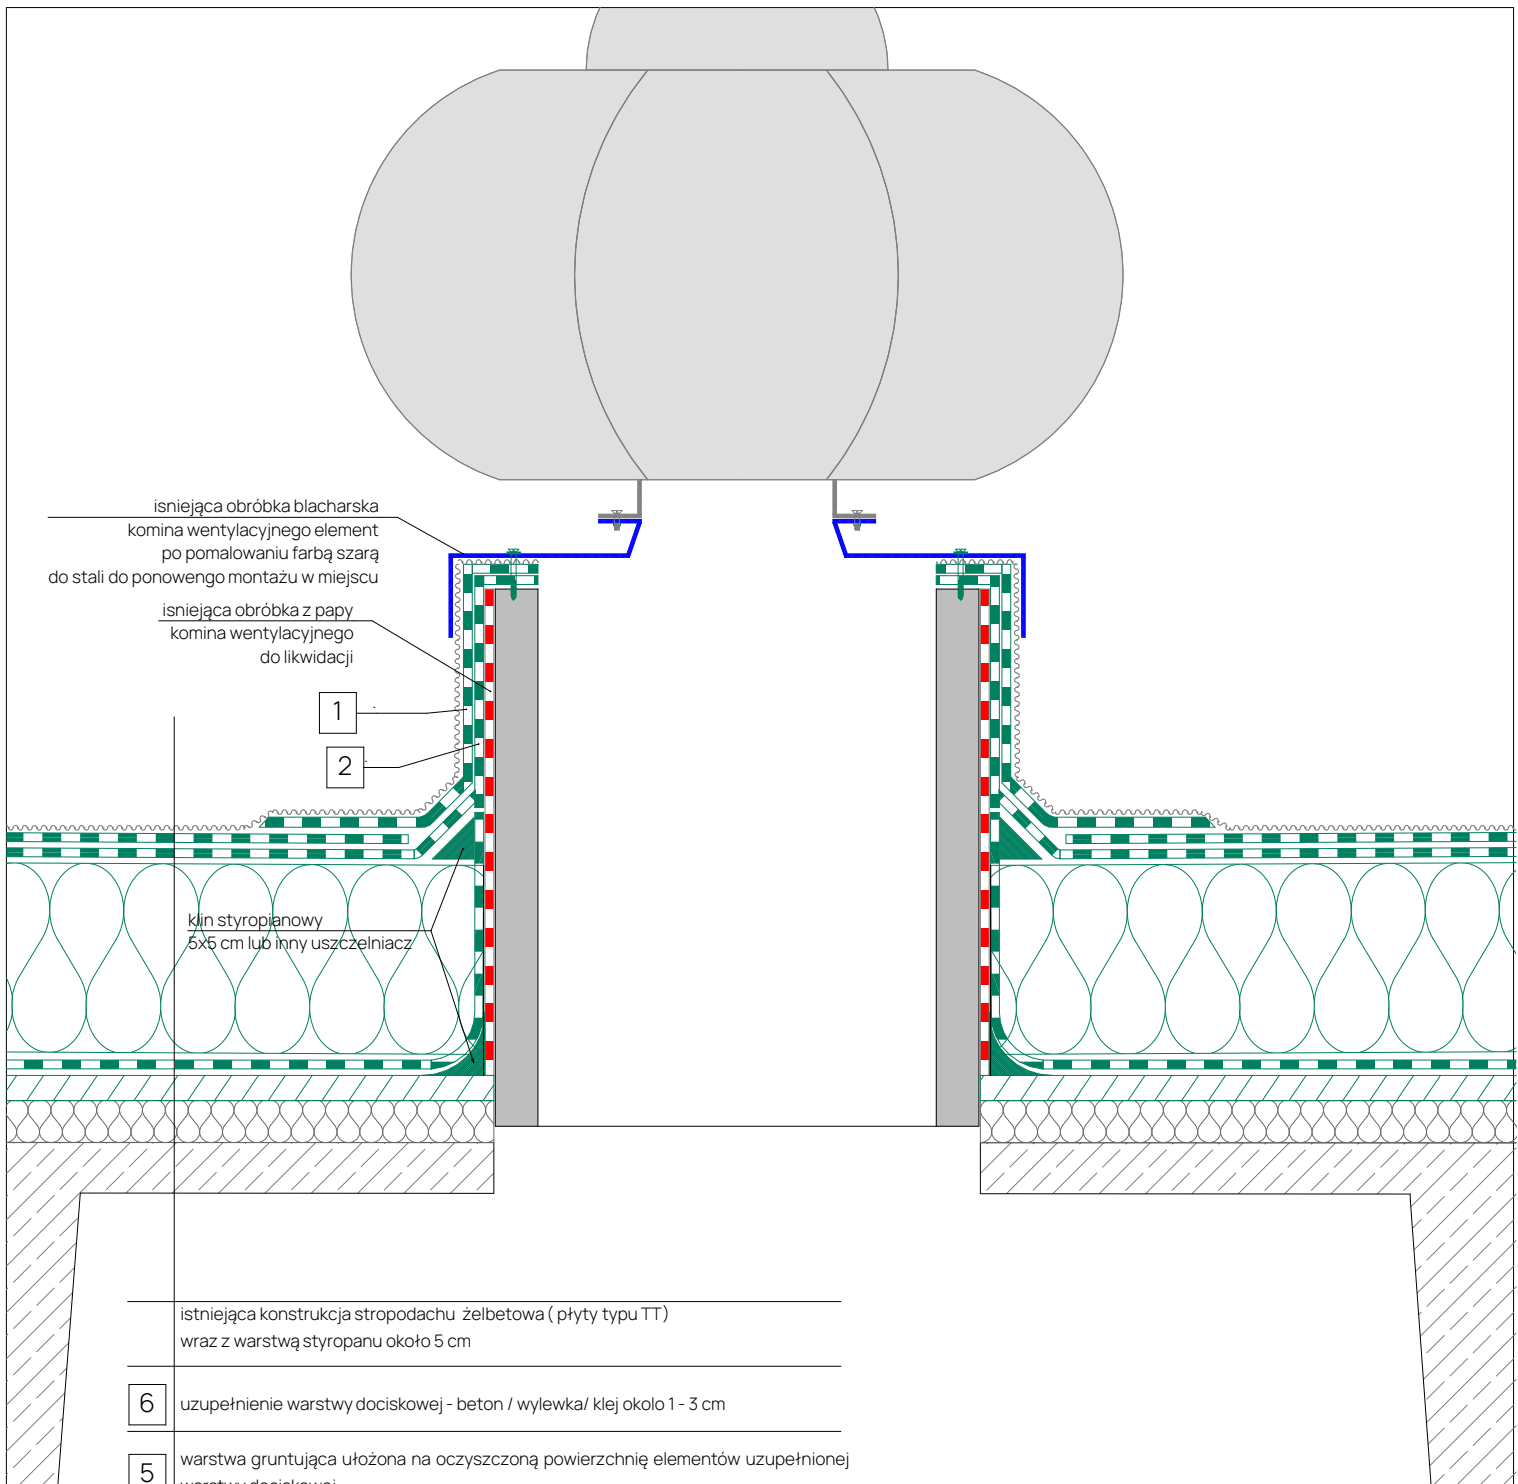 isniejąca obróbka blacharska
komina wentylacyjnego element
po pomalowaniu farbą szarą
do stali do ponowengo montażu w miejscu
isniejąca obróbka z papy
komina wentylacyjnego
do likwidacji
1
2
klin styropianowy
5x5 cm lub inny uszczelniacz
istniejąca konstrukcja stropodachu żelbetowa ( płyty typu TT)
wraz z warstwą styropanu około 5 cm
6 uzupełnienie warstwy dociskowej - beton / wylewka/ klej okolo 1 - 3 cm
5 warstwa gruntująca ułożona na oczyszczoną powierzchnię elementów uzupełnionej
warstwy dociskowej